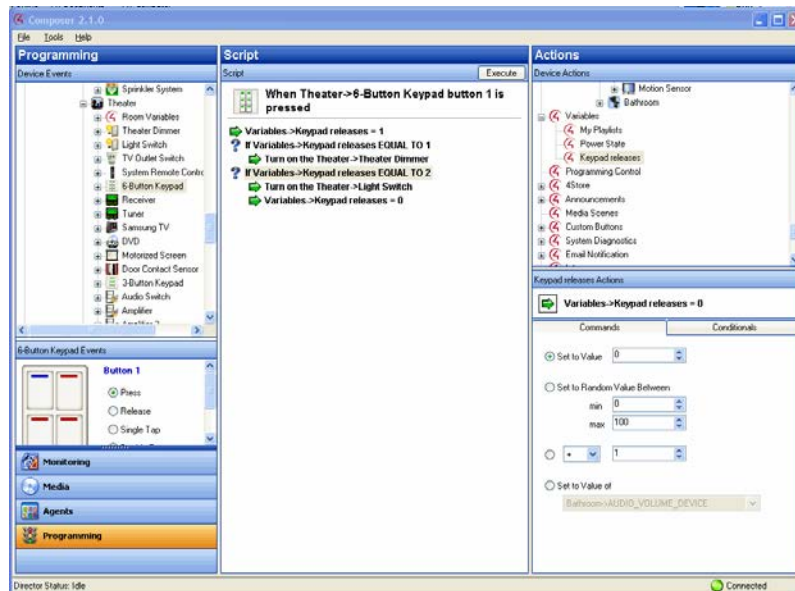 Composer 2.1.0
File Tools Help
Programming
Device Events
Sprinkler System
Theater
Room Variables
Theater Dimmer
Light Switch
TV Outlet Switch
System Remote Contrc
6-Button Keypad
Receiver
Tuner
Samsung TV
DVD
Motorized Screen
Door Contact Sensor
3-Button Keypad
Audio Switch
Amplifier
6-Button Keypad Events
Button 1
Press
Release
Single Tap
Monitoring
Media
Agents
Programming
Script
Script Execute
When Theater->6-Button Keypad button 1 is
pressed
Variables->Keypad releases = 1
? If Variables->Keypad releases EQUAL TO 1
Turn on the Theater->Theater Dimmer
? If Variables->Keypad releases EQUAL TO 2
Turn on the Theater->Light Switch
Variables->Keypad releases = 0
Actions
Device Actions
Motion Sensor
Bathroom
Variables
My Playlists
Power State
Keypad releases
Programming Control
4Store
Announcements
Media Scenes
Custom Buttons
System Diagnostics
Email Notification
Keypad releases Actions
Variables->Keypad releases = 0
Commands Conditionals
Set to Value 0
Set to Random Value Between
min 0
max 100
+ 1
Set to Value of
Bathroom->AUDIO_VOLUME_DEVICE
Director Status: Idle
Connected